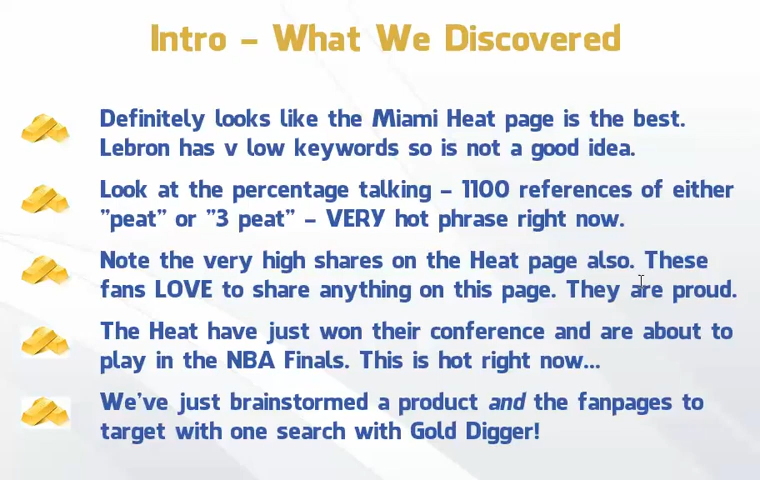 Intro – What We Discovered
Definitely looks like the Miami Heat page is the best.
Lebron has v low keywords so is not a good idea.
Look at the percentage talking – 1100 references of either
"peat" or "3 peat" – VERY hot phrase right now.
Note the very high shares on the Heat page also. These
fans LOVE to share anything on this page. They are proud.
The Heat have just won their conference and are about to
play in the NBA Finals. This is hot right now...
We've just brainstormed a product and the fanpages to
target with one search with Gold Digger!